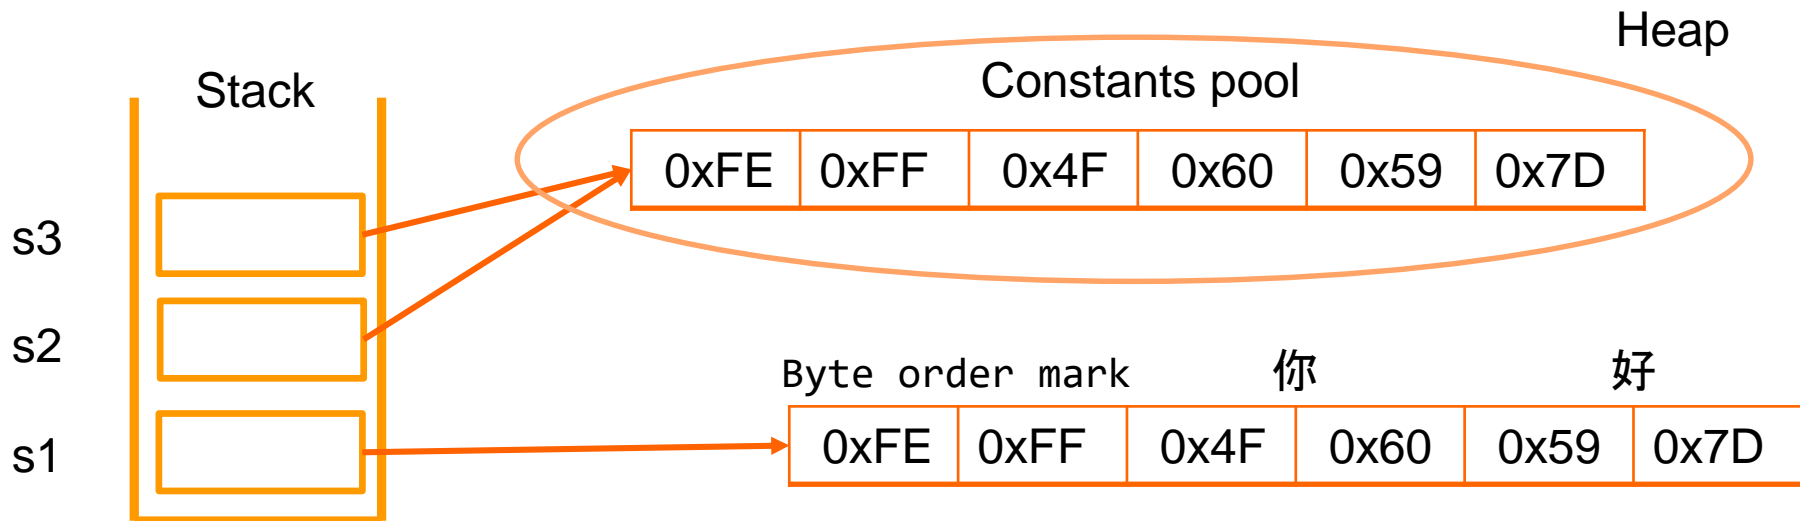 Heap
Stack
Constants pool
0xFE 0xFF 0x4F 0x60 0x59 0x7D
s3
s2
Byte order mark 你 好
s1
0xFE 0xFF 0x4F 0x60 0x59 0x7D